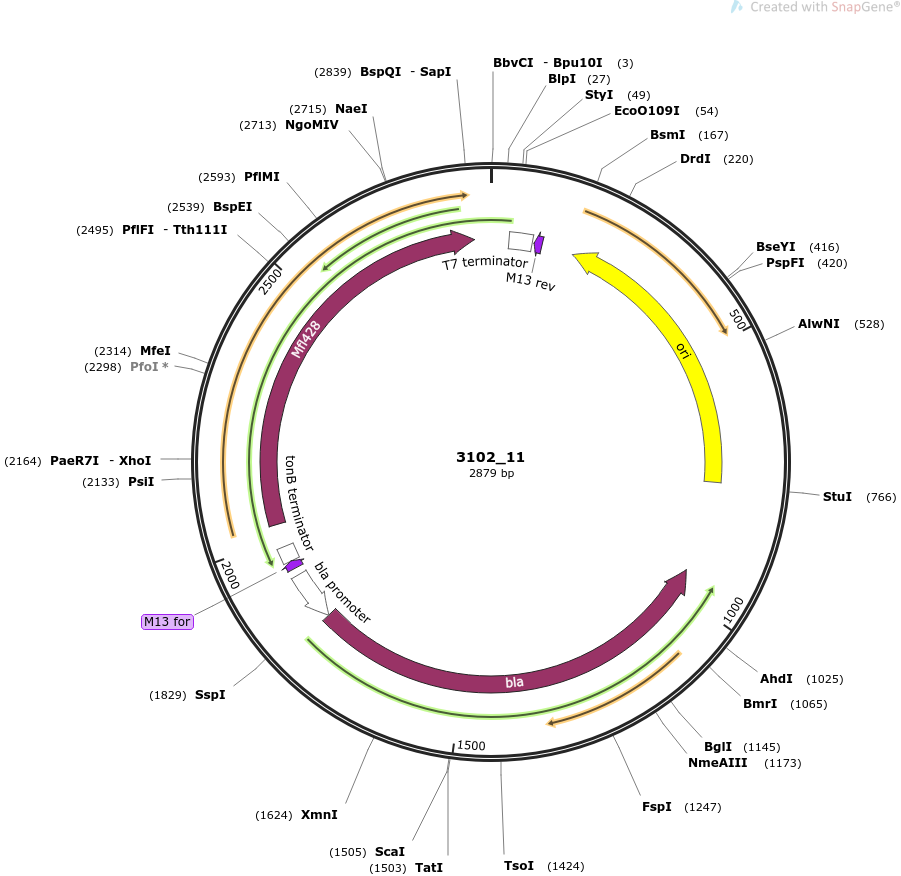 Created with SnapGene®
BbvCI - Bpu10I (3)
BlpI (27)
StyI (49)
EcoO109I (54)
BsmI (167)
DrdI (220)
BseYI (416)
PspFI (420)
AlwNI (528)
StuI (766)
AhdI (1025)
BmrI (1065)
BglI (1145)
NmeAIII (1173)
FspI (1247)
TsoI (1424)
(1503) TatI
(1505) ScaI
(1624) XmnI
(1829) SspI
M13 for
(2133) PsiI
(2164) PaeR7I - XhoI
(2298) PfoI *
(2314) MfeI
(2495) PflFI - Tth111I
(2539) BspEI
(2593) PflMI
(2713) NgoMIV
(2715) NaeI
(2839) BspQI - SapI
500
1000
1500
2000
2500
T7 terminator
M13 rev
ori
bla
bla promoter
tonB terminator
Mfl428
3102_11
2879 bp